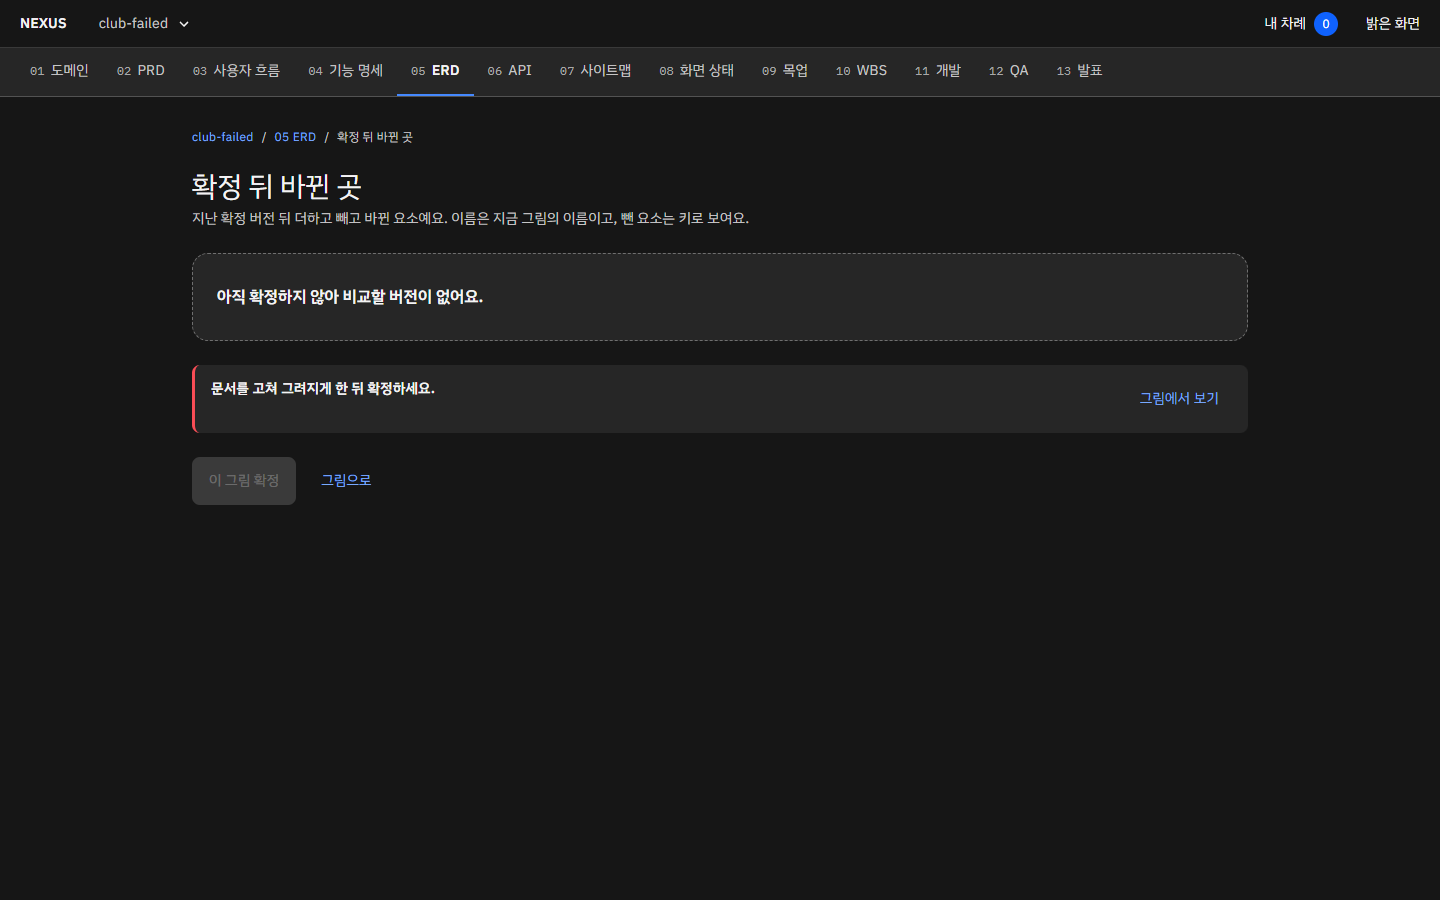 NEXUS club-failed 내 차례 0 밝은 화면
01 도메인 02 PRD 03 사용자 흐름 04 기능 명세 05 ERD 06 API 07 사이트맵 08 화면 상태 09 목업 10 WBS 11 개발 12 QA 13 발표
club-failed / 05 ERD / 확정 뒤 바뀐 곳
확정 뒤 바뀐 곳
지난 확정 버전 뒤 더하고 빼고 바뀐 요소예요. 이름은 지금 그림의 이름이고, 뺀 요소는 키로 보여요.
아직 확정하지 않아 비교할 버전이 없어요.
문서를 고쳐 그려지게 한 뒤 확정하세요.
그림에서 보기
이 그림 확정 그림으로